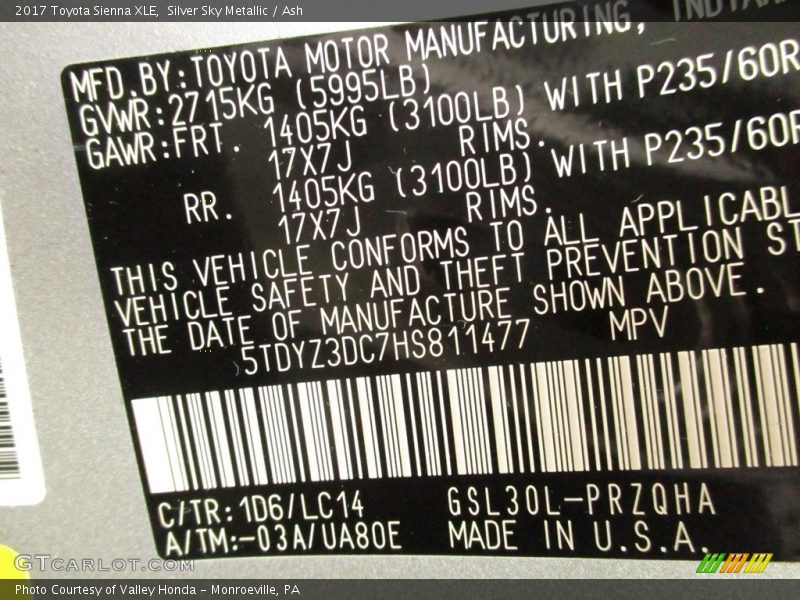 2017 Toyota Sienna XLE, Silver Sky Metallic / Ash
MFD.BY:TOYOTA MOTOR MANUFACTURING,
GVWR:2715KG (5995LB)
GAWR:FRT. 1405KG (3100LB) WITH P235/60R
17X7J RIMS.
RR. 1405KG (3100LB) WITH P235/60R
17X7J RIMS.
THIS VEHICLE CONFORMS TO ALL APPLICABL
VEHICLE SAFETY AND THEFT PREVENTION ST
THE DATE OF MANUFACTURE SHOWN ABOVE.
5TDYZ3DC7HS811477 MPV
C/TR:1D6/LC14 GSL30L-PRZQHA
A/TM:-03A/UA80E MADE IN U.S.A.
GTCARLOT.COM
Photo Courtesy of Valley Honda - Monroeville, PA